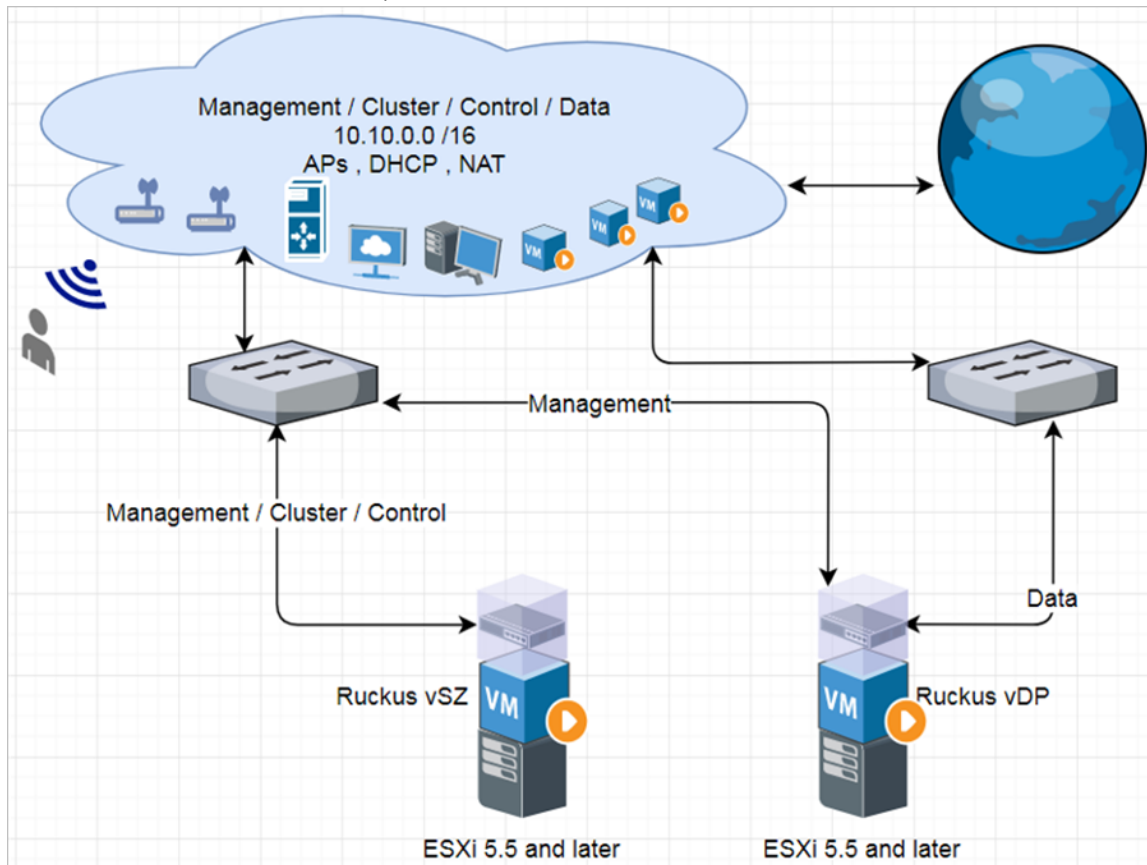 Management / Cluster / Control / Data
10.10.0.0 /16
APs , DHCP , NAT
VM
VM
VM
Management
Management / Cluster / Control
Data
Ruckus vSZ
VM
VM
Ruckus vDP
ESXi 5.5 and later
ESXi 5.5 and later